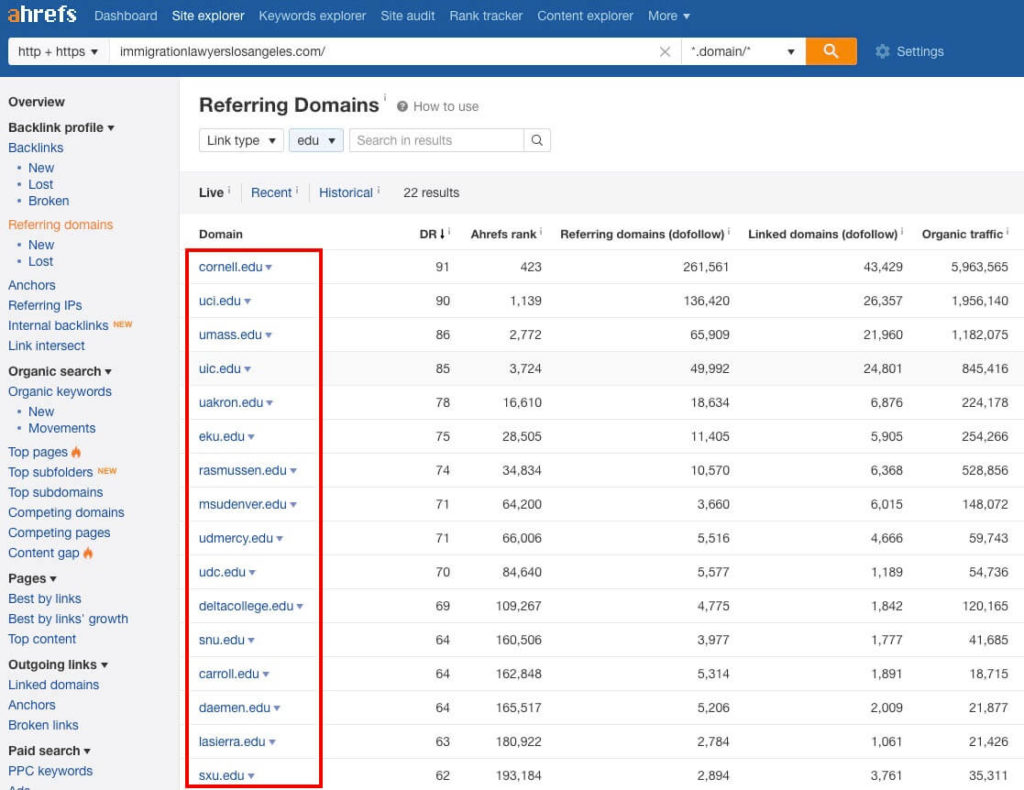 ahrefs Dashboard Site explorer Keywords explorer Site audit Rank tracker Content explorer More
http + https immigrationlawyerslosangeles.com/ *.domain/* Settings
Overview
Backlink profile
Backlinks
New
Lost
Broken
Referring domains
New
Lost
Anchors
Referring IPs
Internal backlinks NEW
Link intersect
Organic search
Organic keywords
New
Movements
Top pages
Top subfolders NEW
Top subdomains
Competing domains
Competing pages
Content gap
Pages
Best by links
Best by links' growth
Top content
Outgoing links
Linked domains
Anchors
Broken links
Paid search
PPC keywords
Ads
Referring Domains i ? How to use
Link type edu Search in results
Live i Recent i Historical i 22 results
Domain DR↓ i Ahrefs rank i Referring domains (dofollow) i Linked domains (dofollow) i Organic traffic i
cornell.edu 91 423 261,561 43,429 5,963,565
uci.edu 90 1,139 136,420 26,357 1,956,140
umass.edu 86 2,772 65,909 21,960 1,182,075
uic.edu 85 3,724 49,992 24,801 845,416
uakron.edu 78 16,610 18,634 6,876 224,178
eku.edu 75 28,505 11,405 5,905 254,266
rasmussen.edu 74 34,834 10,570 6,368 528,856
msudenver.edu 71 64,200 3,660 6,015 148,072
udmercy.edu 71 66,006 5,516 4,666 59,743
udc.edu 70 84,640 5,577 1,189 54,736
deltacollege.edu 69 109,267 4,775 1,842 120,165
snu.edu 64 160,506 3,977 1,777 41,685
carroll.edu 64 162,848 5,314 1,891 18,715
daemen.edu 64 165,517 5,206 2,009 21,877
lasierra.edu 63 180,922 2,784 1,061 21,426
sxu.edu 62 193,184 2,894 3,761 35,311